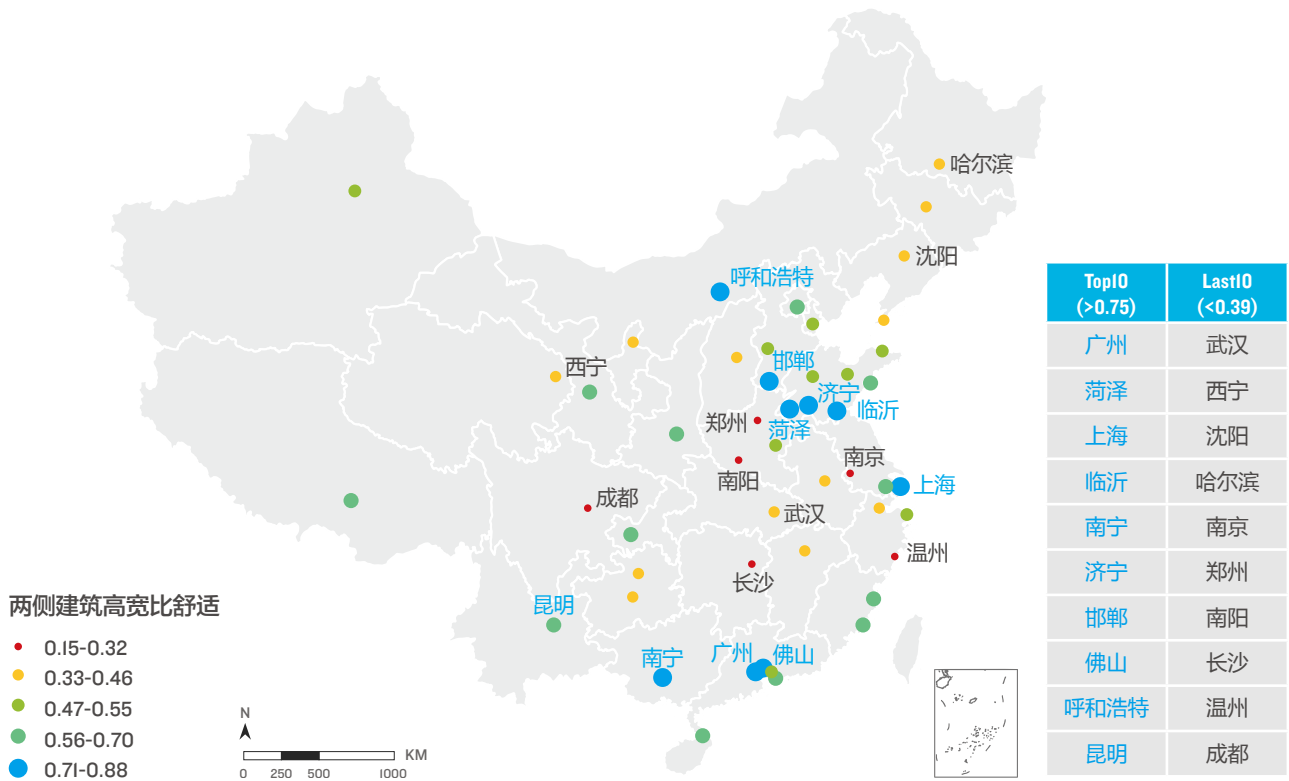 哈尔滨
沈阳
呼和浩特
西宁
邯郸
济宁
临沂
郑州
菏泽
南阳
南京
成都
上海
武汉
温州
长沙
昆明
南宁
广州
佛山
两侧建筑高宽比舒适
0.15-0.32
0.33-0.46
0.47-0.55
0.56-0.70
0.71-0.88
N
KM
0 250 500 1000
Top10 Last10
(>0.75) (<0.39)
广州 武汉
菏泽 西宁
上海 沈阳
临沂 哈尔滨
南宁 南京
济宁 郑州
邯郸 南阳
佛山 长沙
呼和浩特 温州
昆明 成都